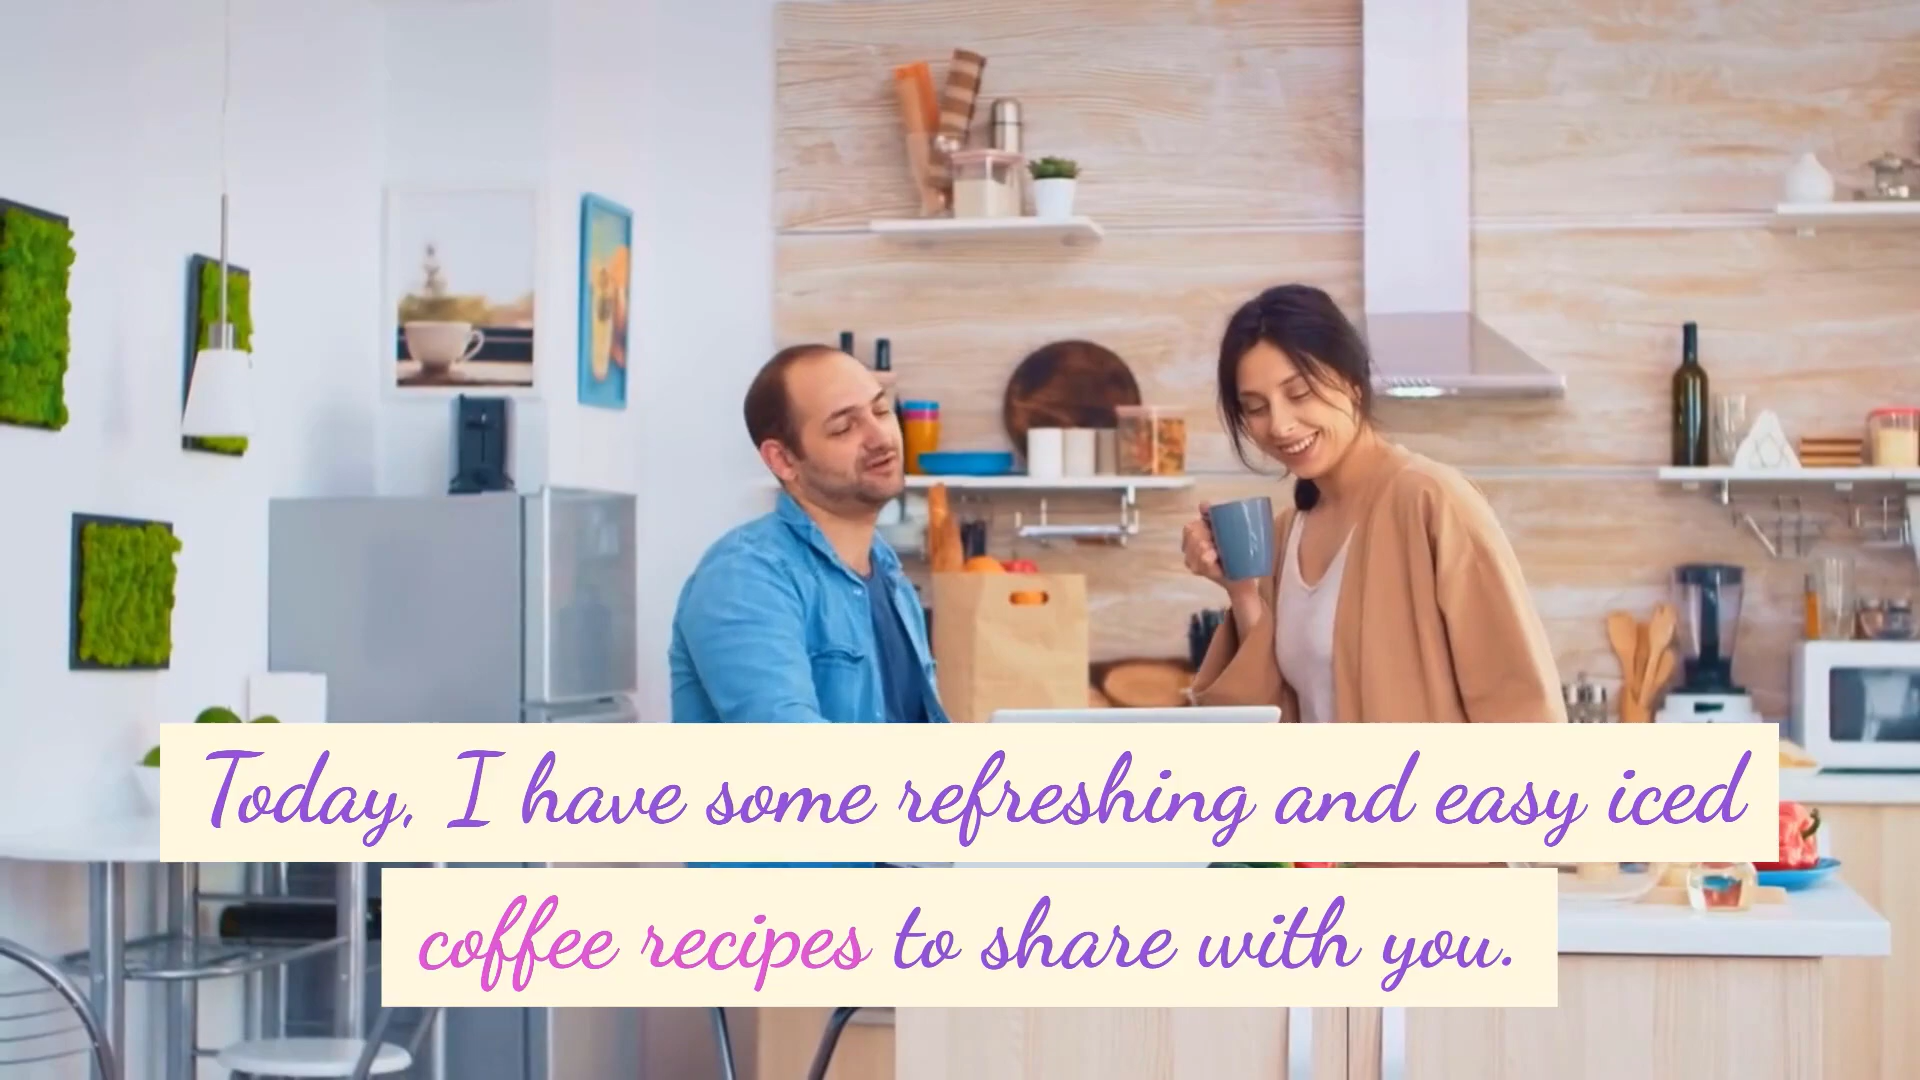 Today, I have some refreshing and easy iced
coffee recipes to share with you.